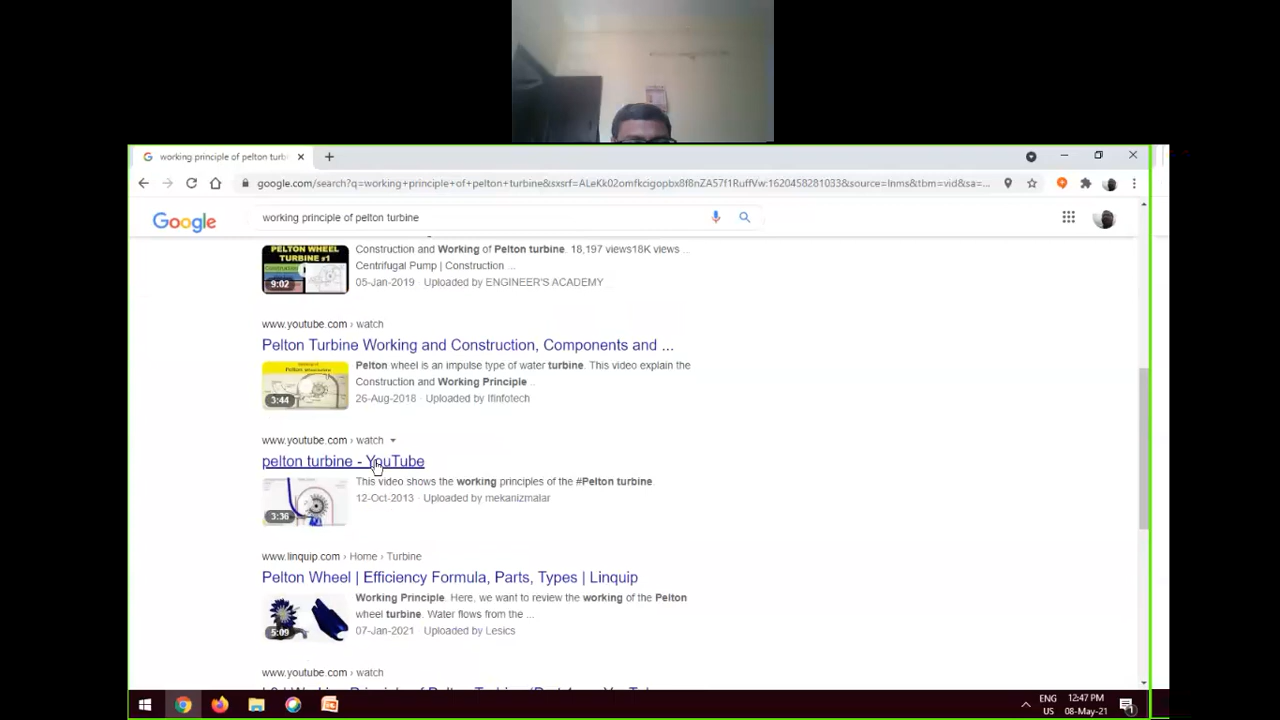 working principle of pelton turb
google.com/search?q=working+principle+of+pelton+turbine&sxsrf=ALeKk02omfkcigopbx8f8nZA57f1RuffVw:1620458281033&source=lnms&tbm=vid&sa=...
Google
working principle of pelton turbine
PELTON WHEEL
TURBINE #1
9:02
Construction and Working of Pelton turbine. 18,197 views18K views ...
Centrifugal Pump | Construction ...
05-Jan-2019 · Uploaded by ENGINEER'S ACADEMY
www.youtube.com › watch
Pelton Turbine Working and Construction, Components and ...
3:44
Pelton wheel is an impulse type of water turbine. This video explain the
Construction and Working Principle ..
26-Aug-2018 · Uploaded by Ifinfotech
www.youtube.com › watch
pelton turbine - YouTube
3:36
This video shows the working principles of the #Pelton turbine
12-Oct-2013 · Uploaded by mekanizmalar
www.linquip.com › Home › Turbine
Pelton Wheel | Efficiency Formula, Parts, Types | Linquip
5:09
Working Principle. Here, we want to review the working of the Pelton
wheel turbine. Water flows from the ...
07-Jan-2021 Uploaded by Lesics
www.youtube.com › watch
ENG
US
12:47 PM
08-May-21